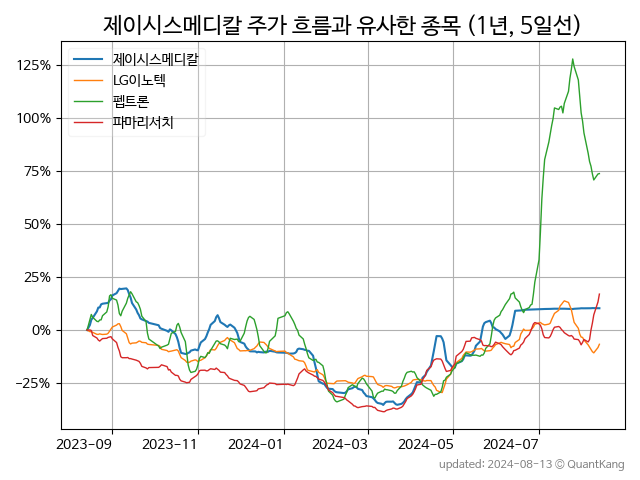 제이시스메디칼 주가 흐름과 유사한 종목 (1년, 5일선)
제이시스메디칼
LG이노텍
펩트론
파마리서치
125%
100%
75%
50%
25%
0%
−25%
2023-09 2023-11 2024-01 2024-03 2024-05 2024-07
updated: 2024-08-13 © QuantKang